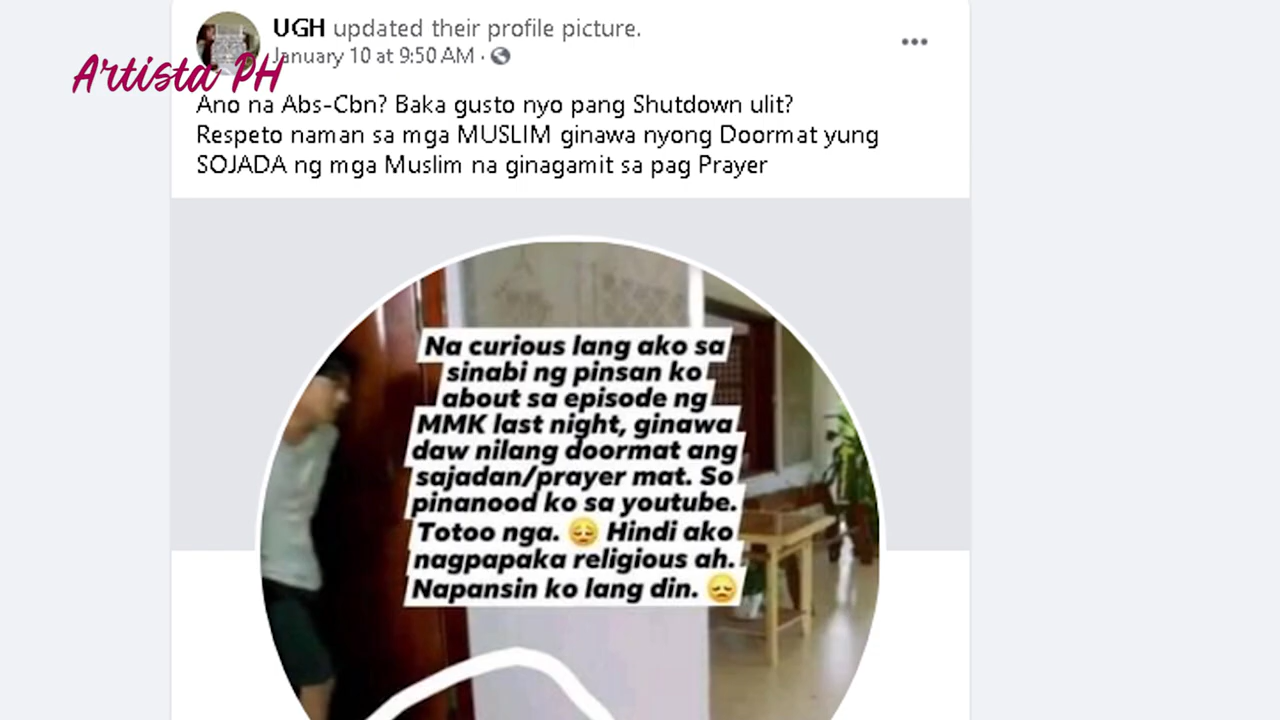 UGH updated their profile picture.
January 10 at 9:50 AM ·
Artista PH
Ano na Abs-Cbn? Baka gusto nyo pang Shutdown ulit?
Respeto naman sa mga MUSLIM ginawa nyong Doormat yung
SOJADA ng mga Muslim na ginagamit sa pag Prayer
Na curious lang ako sa
sinabi ng pinsan ko
about sa episode ng
MMK last night, ginawa
daw nilang doormat ang
sajadan/prayer mat. So
pinanood ko sa youtube.
Totoo nga. 😔 Hindi ako
nagpapaka religious ah.
Napansin ko lang din. 😞